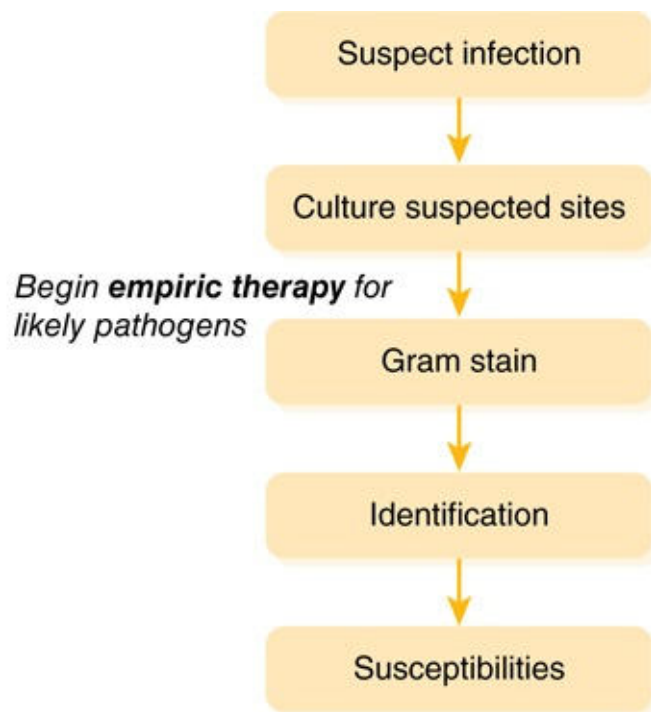 Suspect infection
Culture suspected sites
Begin empiric therapy for
likely pathogens
Gram stain
Identification
Susceptibilities